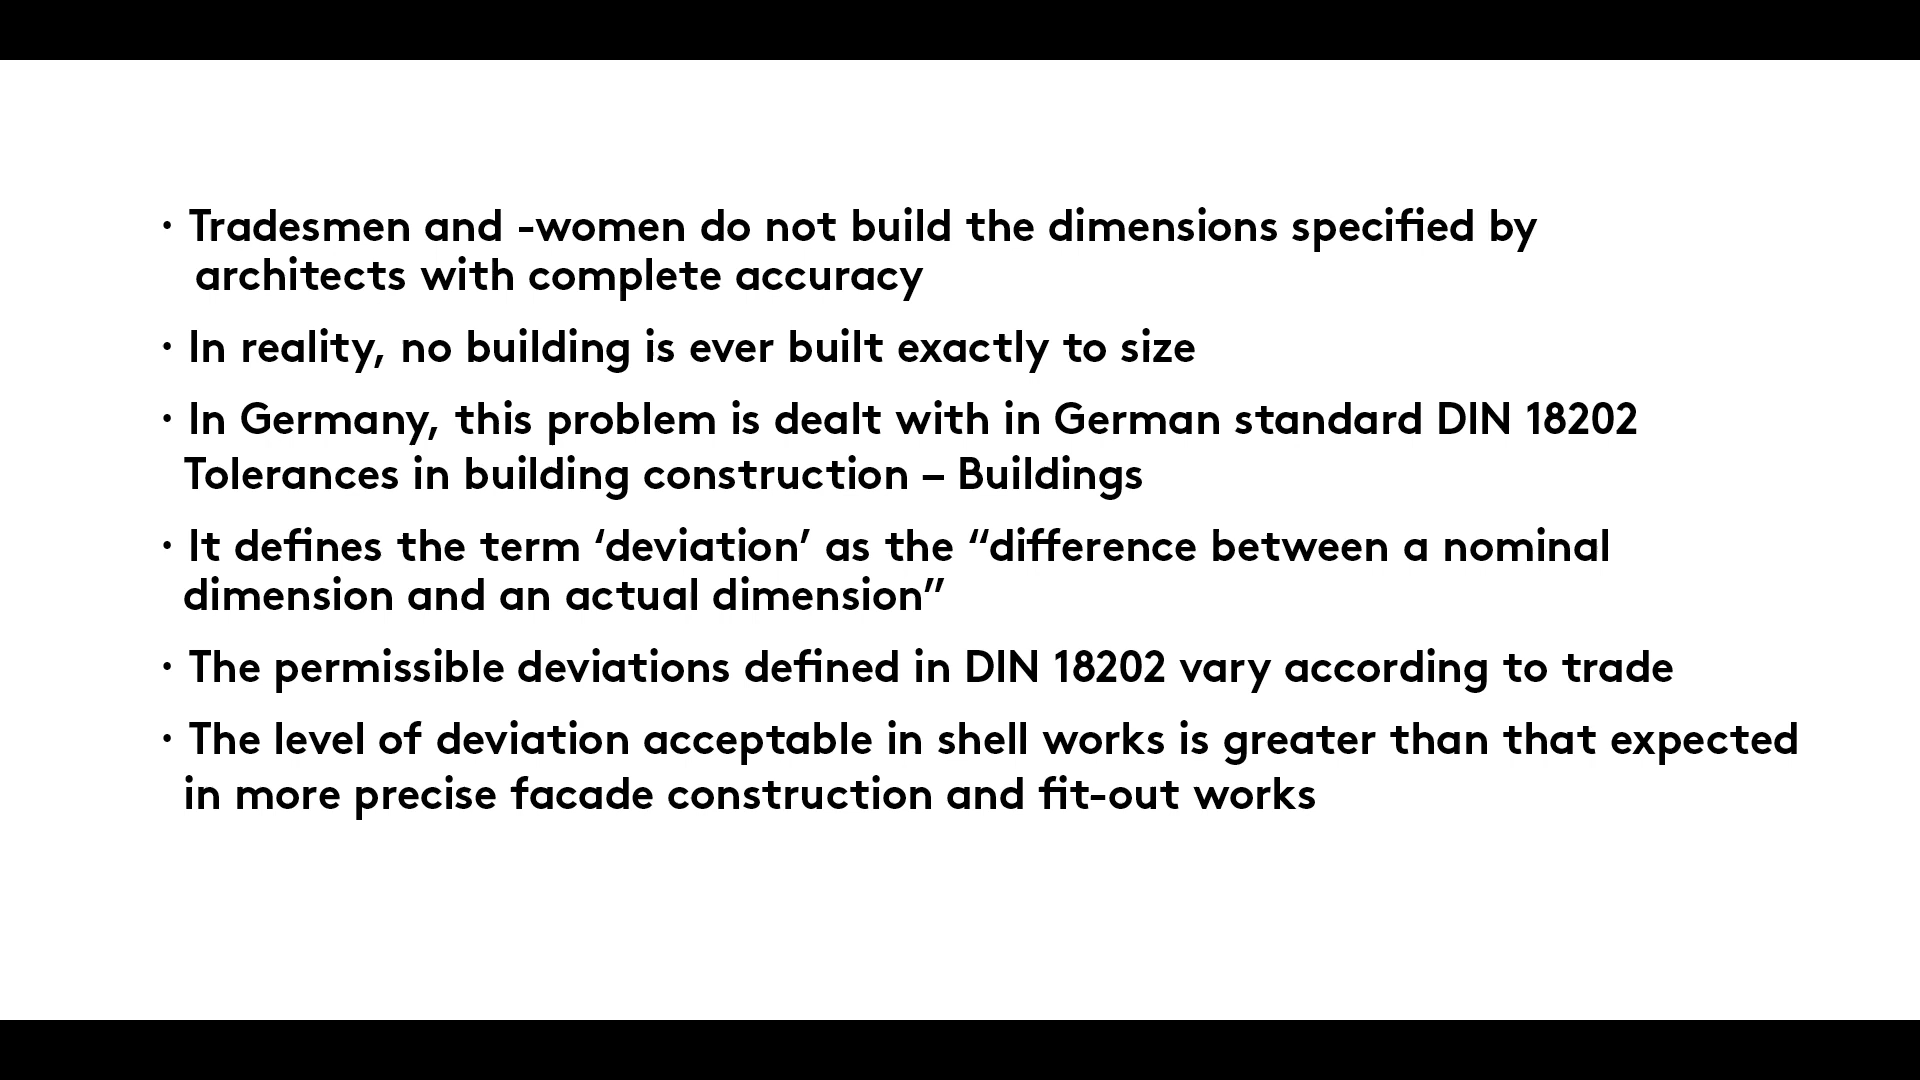 · Tradesmen and -women do not build the dimensions specified by
architects with complete accuracy
· In reality, no building is ever built exactly to size
· In Germany, this problem is dealt with in German standard DIN 18202
Tolerances in building construction – Buildings
· It defines the term ‘deviation’ as the “difference between a nominal
dimension and an actual dimension”
· The permissible deviations defined in DIN 18202 vary according to trade
· The level of deviation acceptable in shell works is greater than that expected
in more precise facade construction and fit-out works